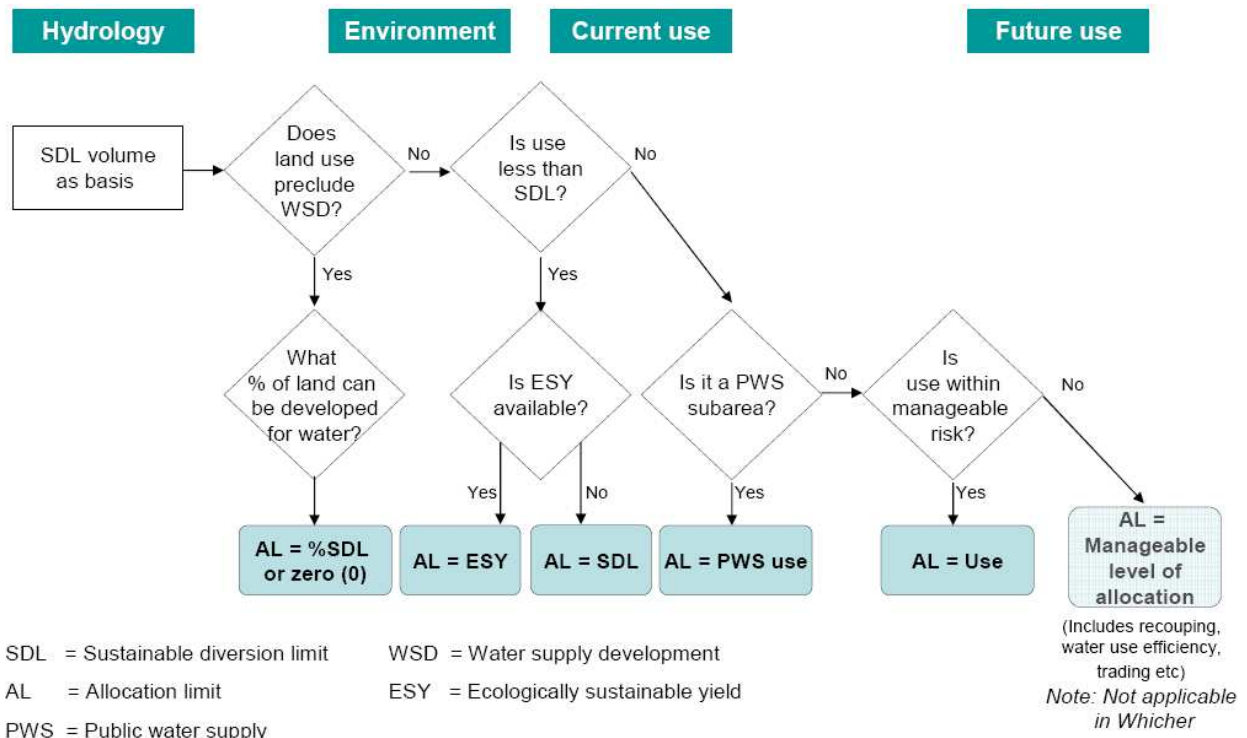 Hydrology
Environment
Current use
Future use
SDL volume
as basis
Does
land use
preclude
WSD?
No
Is use
less than
SDL?
No
Yes
Yes
What
% of land can
be developed
for water?
Is ESY
available?
Is it a PWS
subarea?
No
Is
use within
manageable
risk?
No
Yes
No
Yes
Yes
AL = %SDL
or zero (0)
AL = ESY
AL = SDL
AL = PWS use
AL = Use
AL =
Manageable
level of
allocation
(Includes recouping,
water use efficiency,
trading etc)
Note: Not applicable
in Whicher
SDL = Sustainable diversion limit
WSD = Water supply development
AL = Allocation limit
ESY = Ecologically sustainable yield
PWS = Public water supply